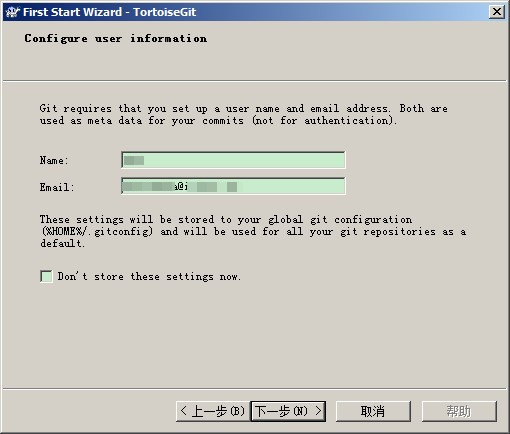 First Start Wizard - TortoiseGit
Configure user information
Git requires that you set up a user name and email address. Both are
used as meta data for your commits (not for authentication).
Name:
Email: a@i
These settings will be stored to your global git configuration
(%HOME%/.gitconfig) and will be used for all your git repositories as a
default.
Don't store these settings now.
< 上一步(B) 下一步(N) > 取消 帮助